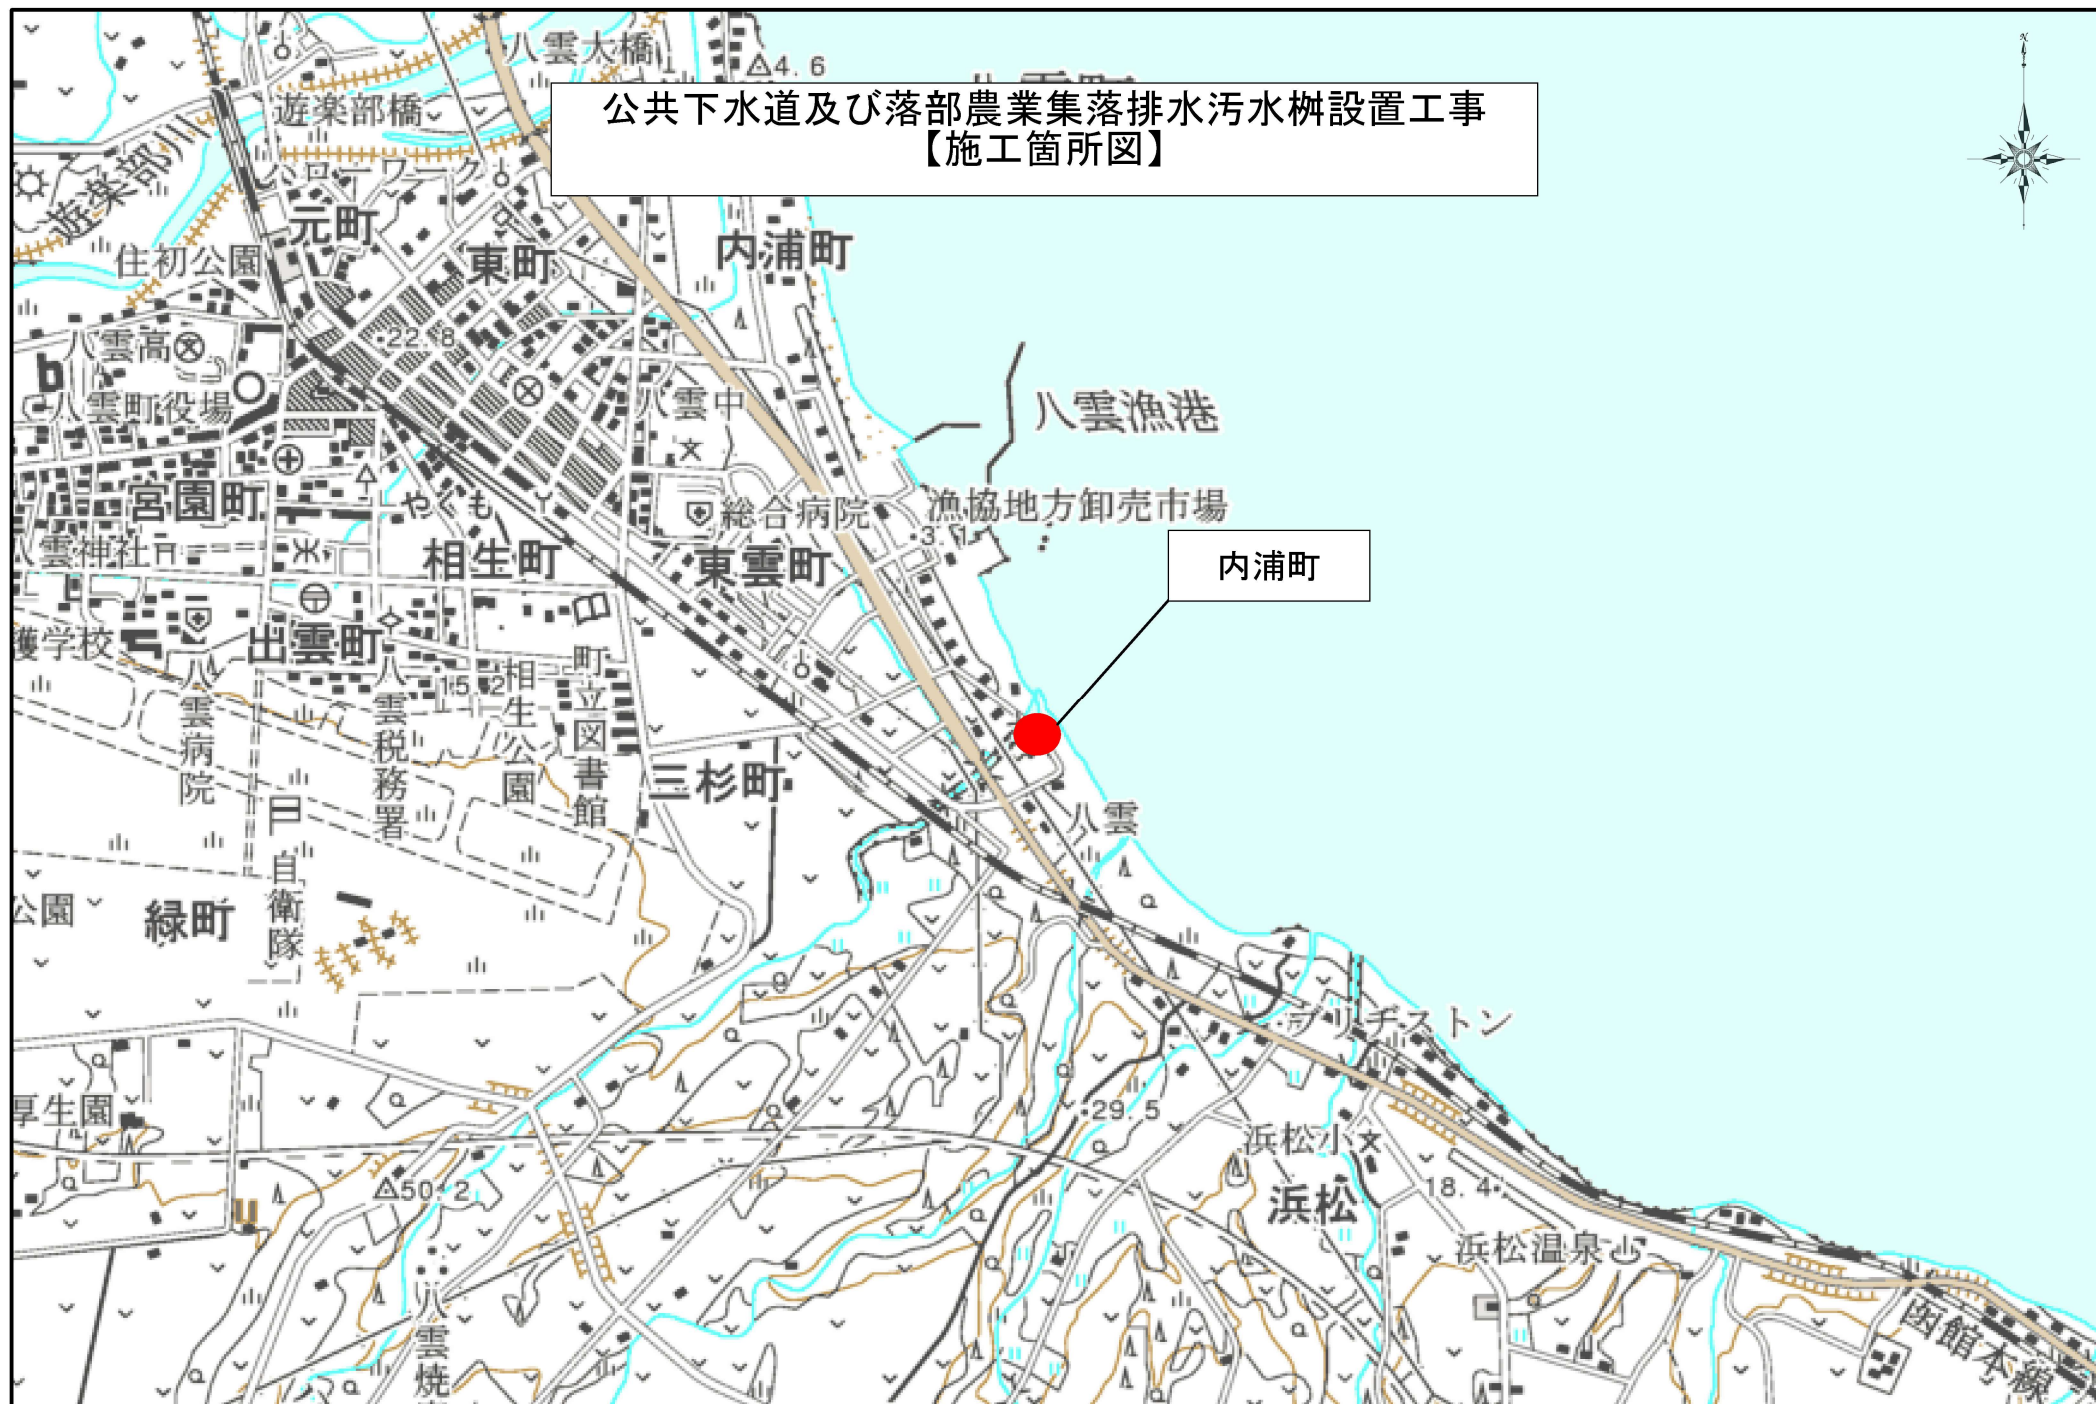 八雲大橋
4.6
公共下水道及び落部農業集落排水汚水桝設置工事
【施工箇所図】
N
遊楽部橋
遊楽部川
ハローワーク
元町
東町
内浦町
住初公園
22.8
八雲高
八雲町役場
八雲中
八雲漁港
宮園町
やくも
総合病院
漁協地方卸売市場
3.1
八雲神社
相生町
東雲町
内浦町
護学校
出雲町
八雲病院
八雲税務署
15.2
相生公園
町立図書館
三杉町
八雲
公園
緑町
自衛隊
9
ブリヂストン
厚生園
29.5
浜松小
50.2
浜松
18.4
浜松温泉
八雲焼
函館本線